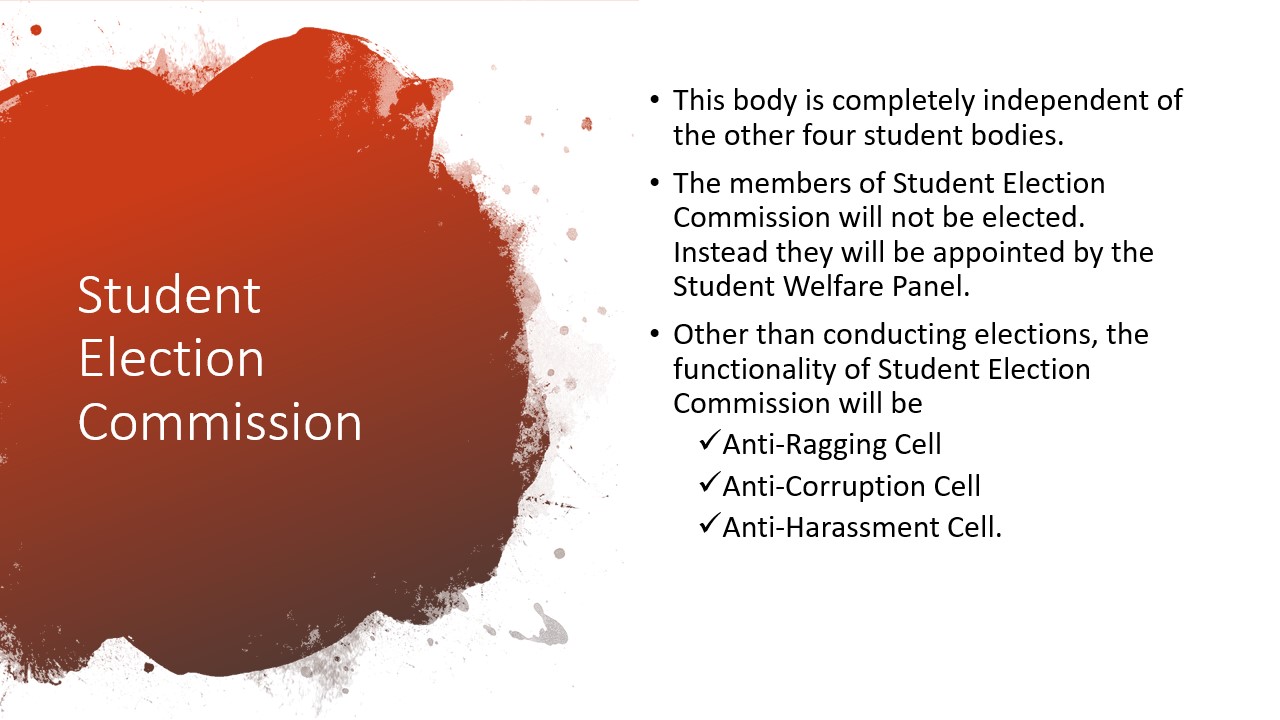 Student
Election
Commission
• This body is completely independent of
the other four student bodies.
• The members of Student Election
Commission will not be elected.
Instead they will be appointed by the
Student Welfare Panel.
• Other than conducting elections, the
functionality of Student Election
Commission will be
✓Anti-Ragging Cell
✓Anti-Corruption Cell
✓Anti-Harassment Cell.